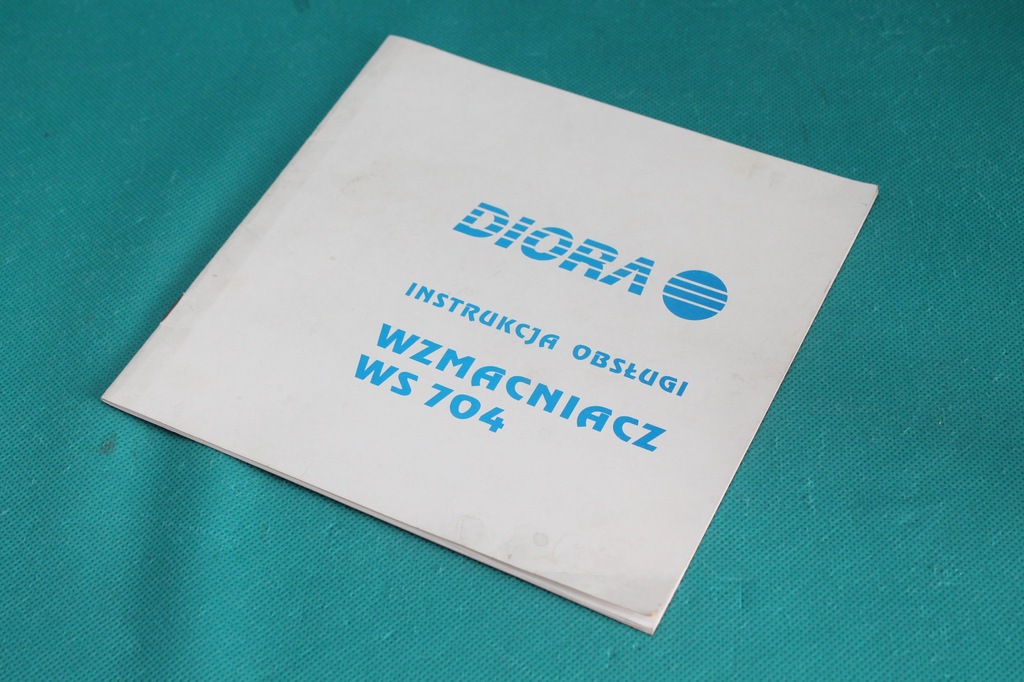 DIORA
INSTRUKCJA OBSŁUGI
WZMACNIACZ
WS 704